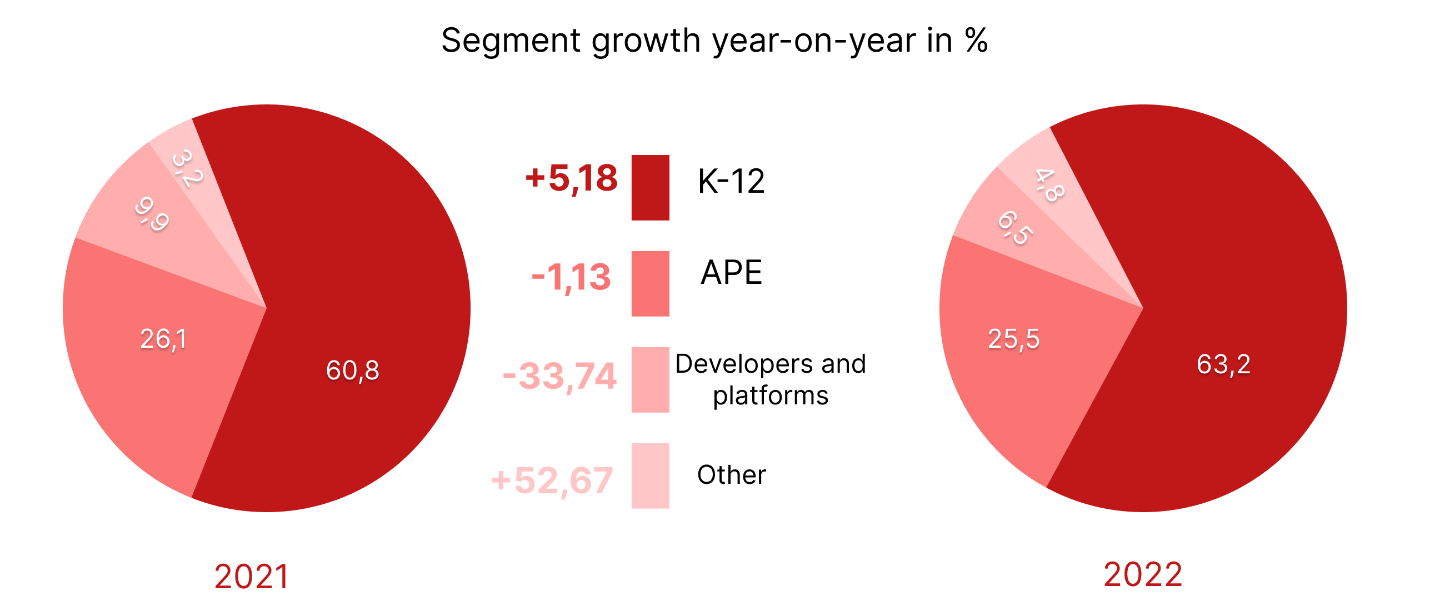 Segment growth year-on-year in %
3,2
9,9
26,1
60,8
2021
+5,18 K-12
-1,13 APE
-33,74 Developers and
platforms
+52,67 Other
4,8
6,5
25,5
63,2
2022